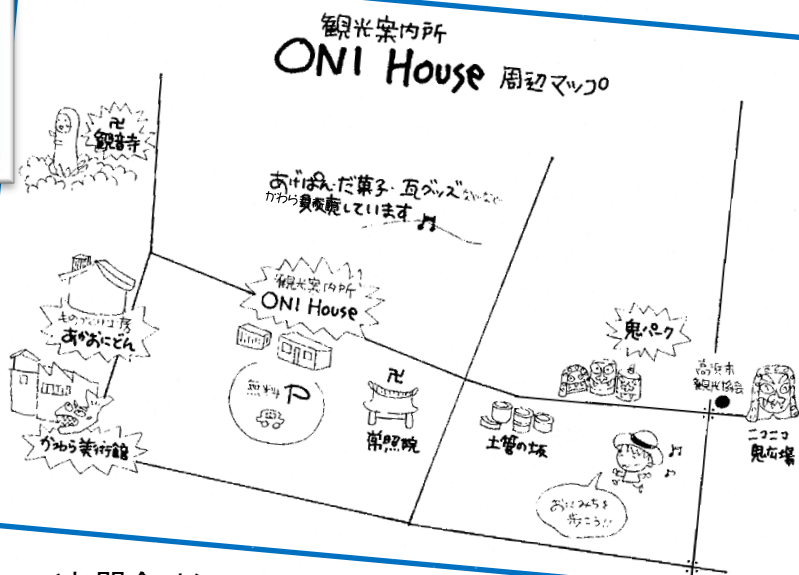 観光案内所
ONI House 周辺マップ
卍
観音寺
あげぱん・だ菓子・瓦グッズなどなど
かわら
販売しています♫
観光案内所
ONI House
ものづくり工房
あかおにどん
鬼パーク
高浜市
観光協会
無料P
卍
かわら美術館
土管の坂
ニコニコ
鬼広場
おにみちを
歩こう!!